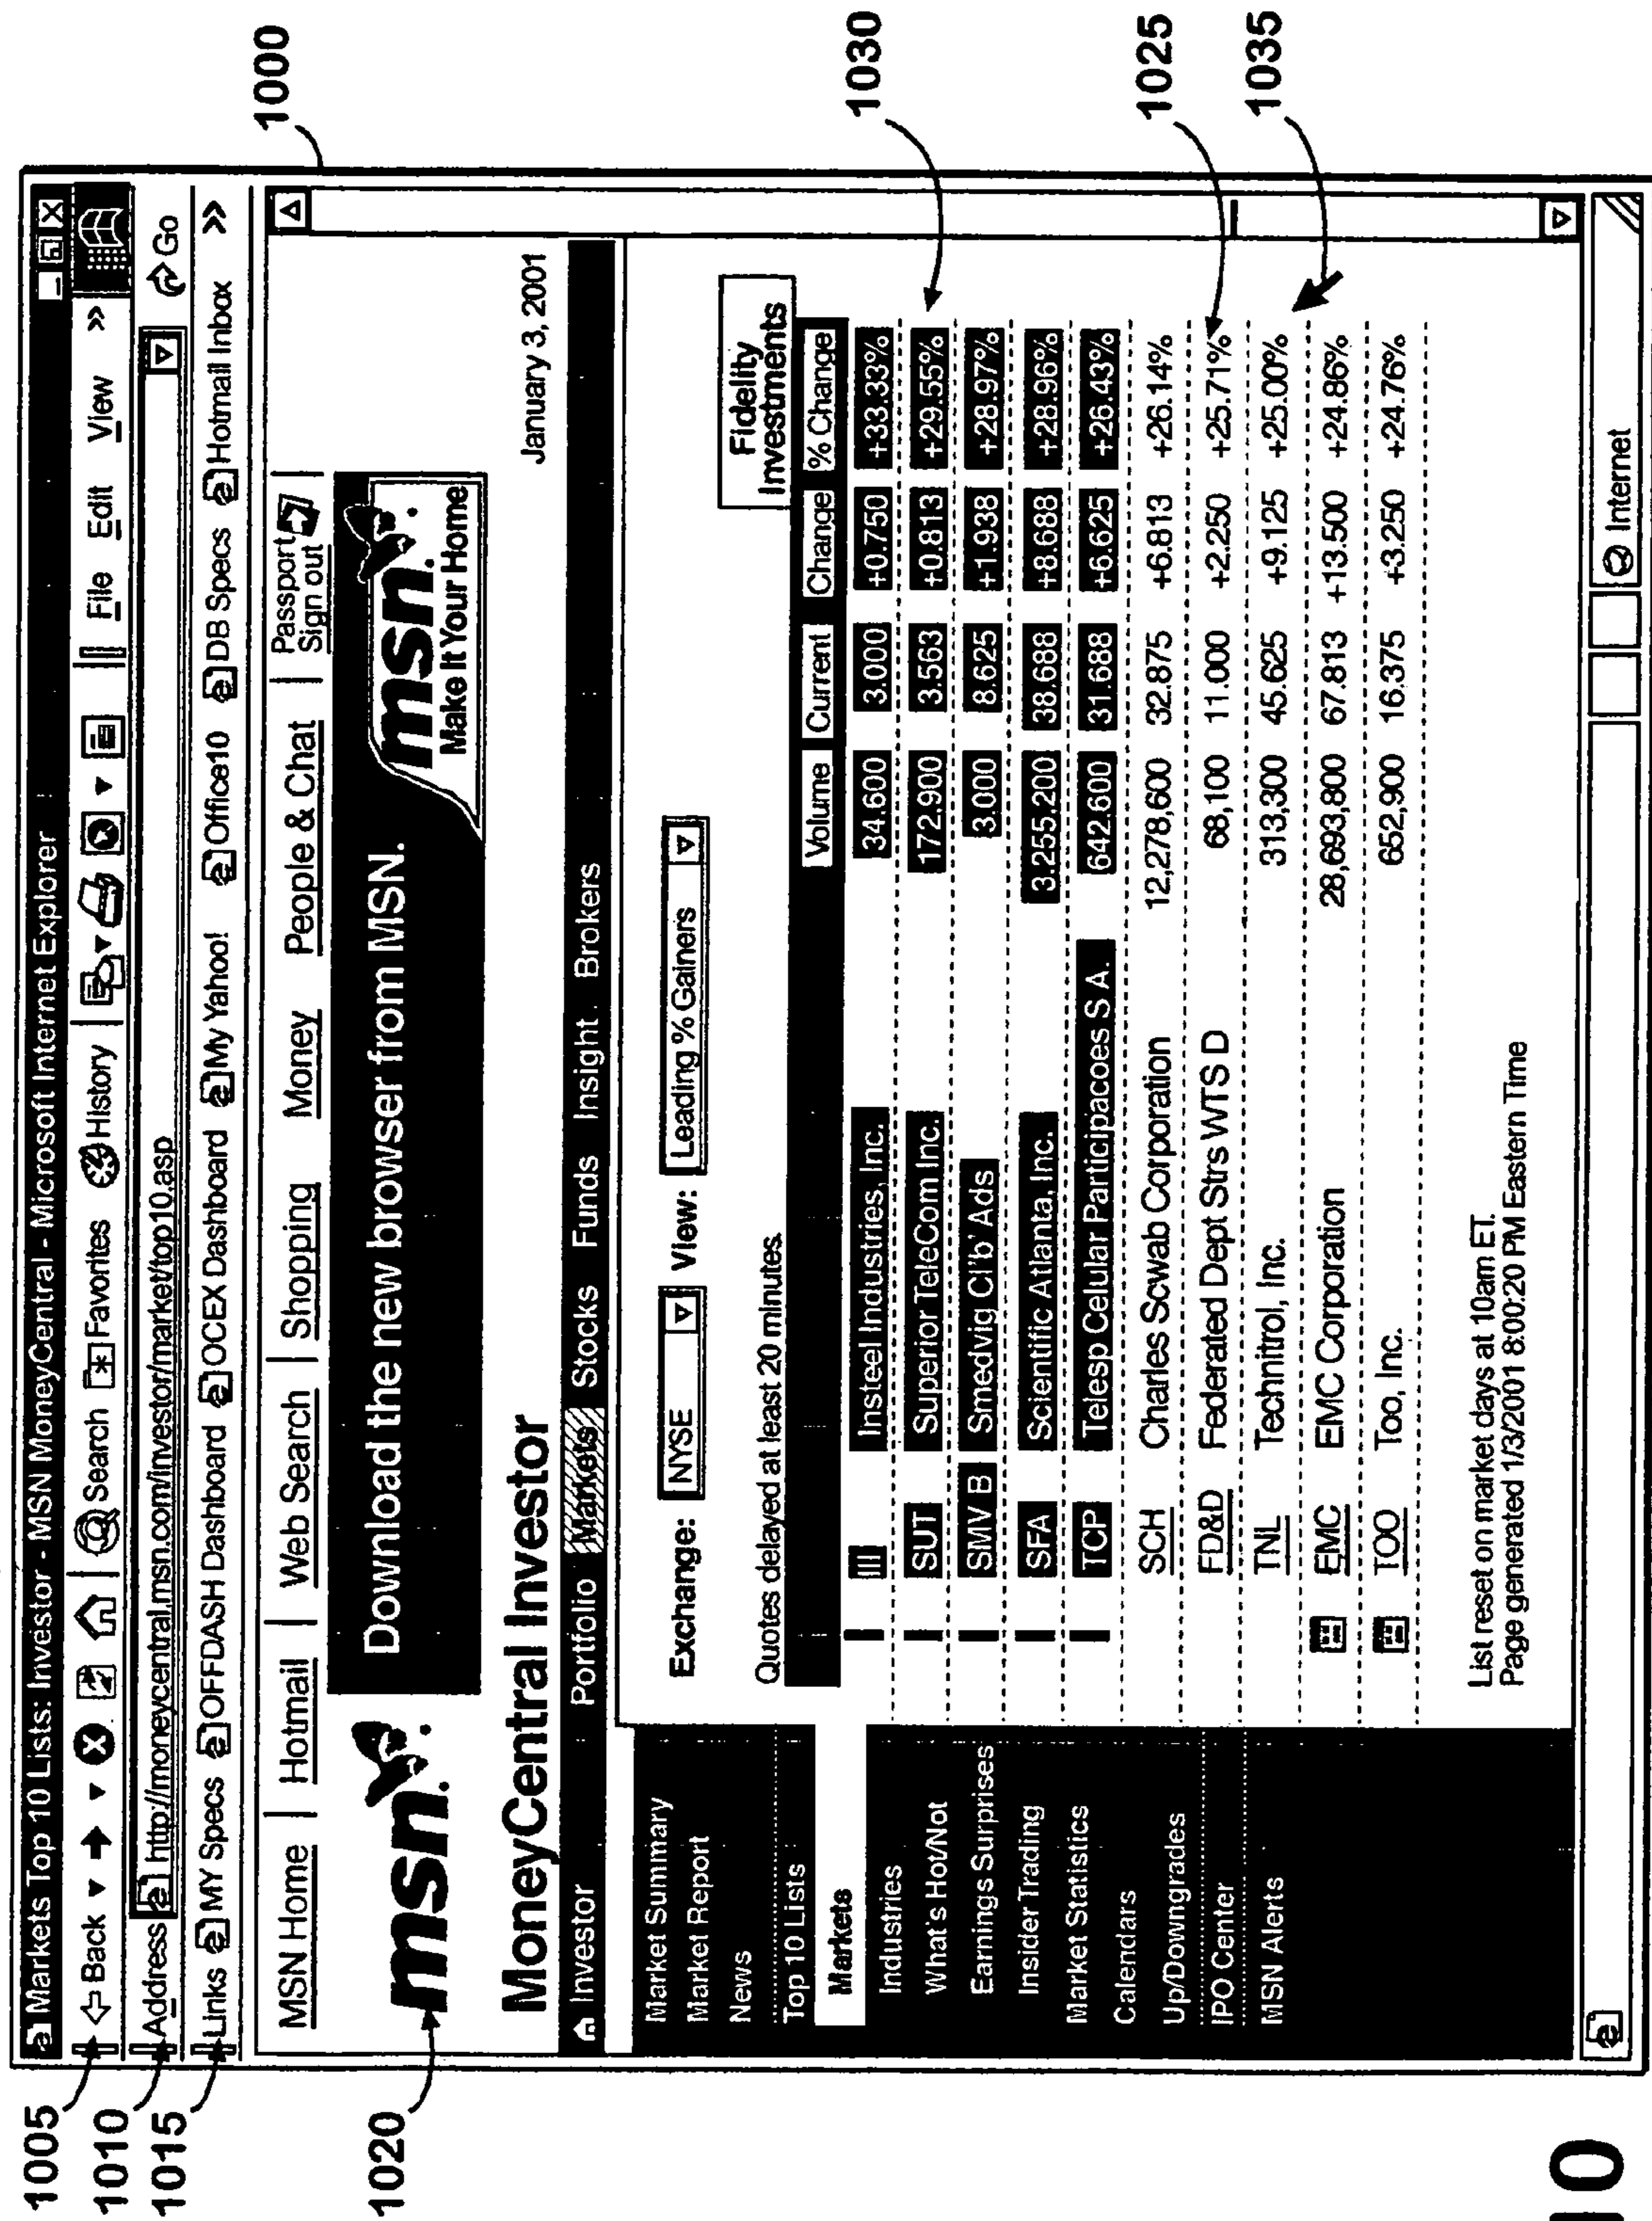 1000
1005
Markets Top 10 Lists: Investor - MSN MoneyCentral - Microsoft Internet Explorer
Back Search Favorites History File Edit View »
1010
Address http://moneycentral.msn.com/investor/market/top10.asp Go
1015
Links MY Specs OFFDASH Dashboard OCEX Dashboard My Yahoo! Office10 DB Specs Hotmail Inbox »
MSN Home | Hotmail | Web Search | Shopping | Money | People & Chat | Passport Sign out |
1020
msn. Download the new browser from MSN. msn.
Make It Your Home
MoneyCentral Investor January 3, 2001
Investor Portfolio Markets Stocks Funds Insight Brokers
Market Summary
Market Report
News
Top 10 Lists
Markets
Industries
What's Hot/Not
Earnings Surprises
Insider Trading
Market Statistics
Calendars
Up/Downgrades
IPO Center
MSN Alerts
Exchange: NYSE View: Leading % Gainers
Quotes delayed at least 20 minutes.
Fidelity
Investments
Volume Current Change % Change
III Insteel Industries, Inc. 34.600 3.000 +0.750 +33.33%
SUT Superior TeleCom Inc. 172.900 3.563 +0.813 +29.55%
1030
SMV B Smedvig Cl'b' Ads 3.000 8.625 +1.938 +28.97%
SFA Scientific Atlanta, Inc. 3.255.200 38.688 +8.688 +28.96%
TCP Telesp Celular Participacoes S A. 642.600 31.688 +6.625 +26.43%
SCH Charles Scwab Corporation 12,278,600 32.875 +6.813 +26.14%
FD&D Federated Dept Strs WTS D 68,100 11.000 +2.250 +25.71%
1025
TNL Technitrol, Inc. 313,300 45.625 +9.125 +25.00%
1035
EMC EMC Corporation 28,693,800 67.813 +13.500 +24.86%
TOO Too, Inc. 652,900 16.375 +3.250 +24.76%
List reset on market days at 10am ET.
Page generated 1/3/2001 8:00:20 PM Eastern Time
Internet
10